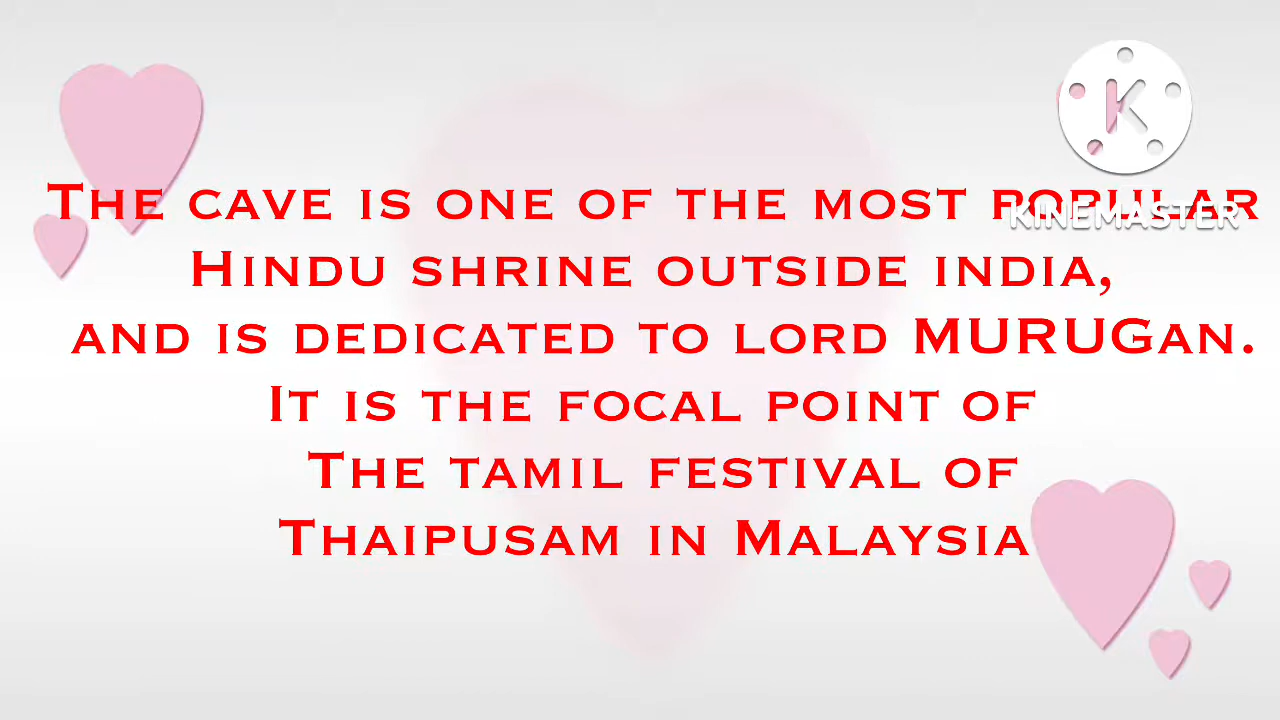 The cave is one of the most popular
Hindu shrine outside india,
and is dedicated to lord MURUGan.
It is the focal point of
The tamil festival of
Thaipusam in Malaysia
KINEMASTER